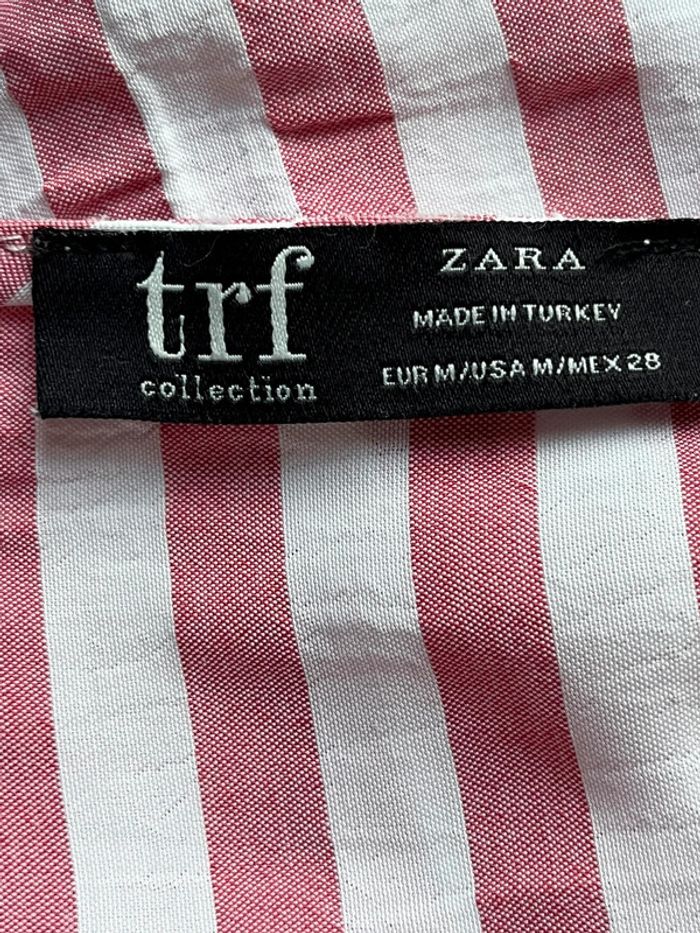 trf
collection
ZARA
MADE IN TURKEY
EUR M/USA M/MEX 28